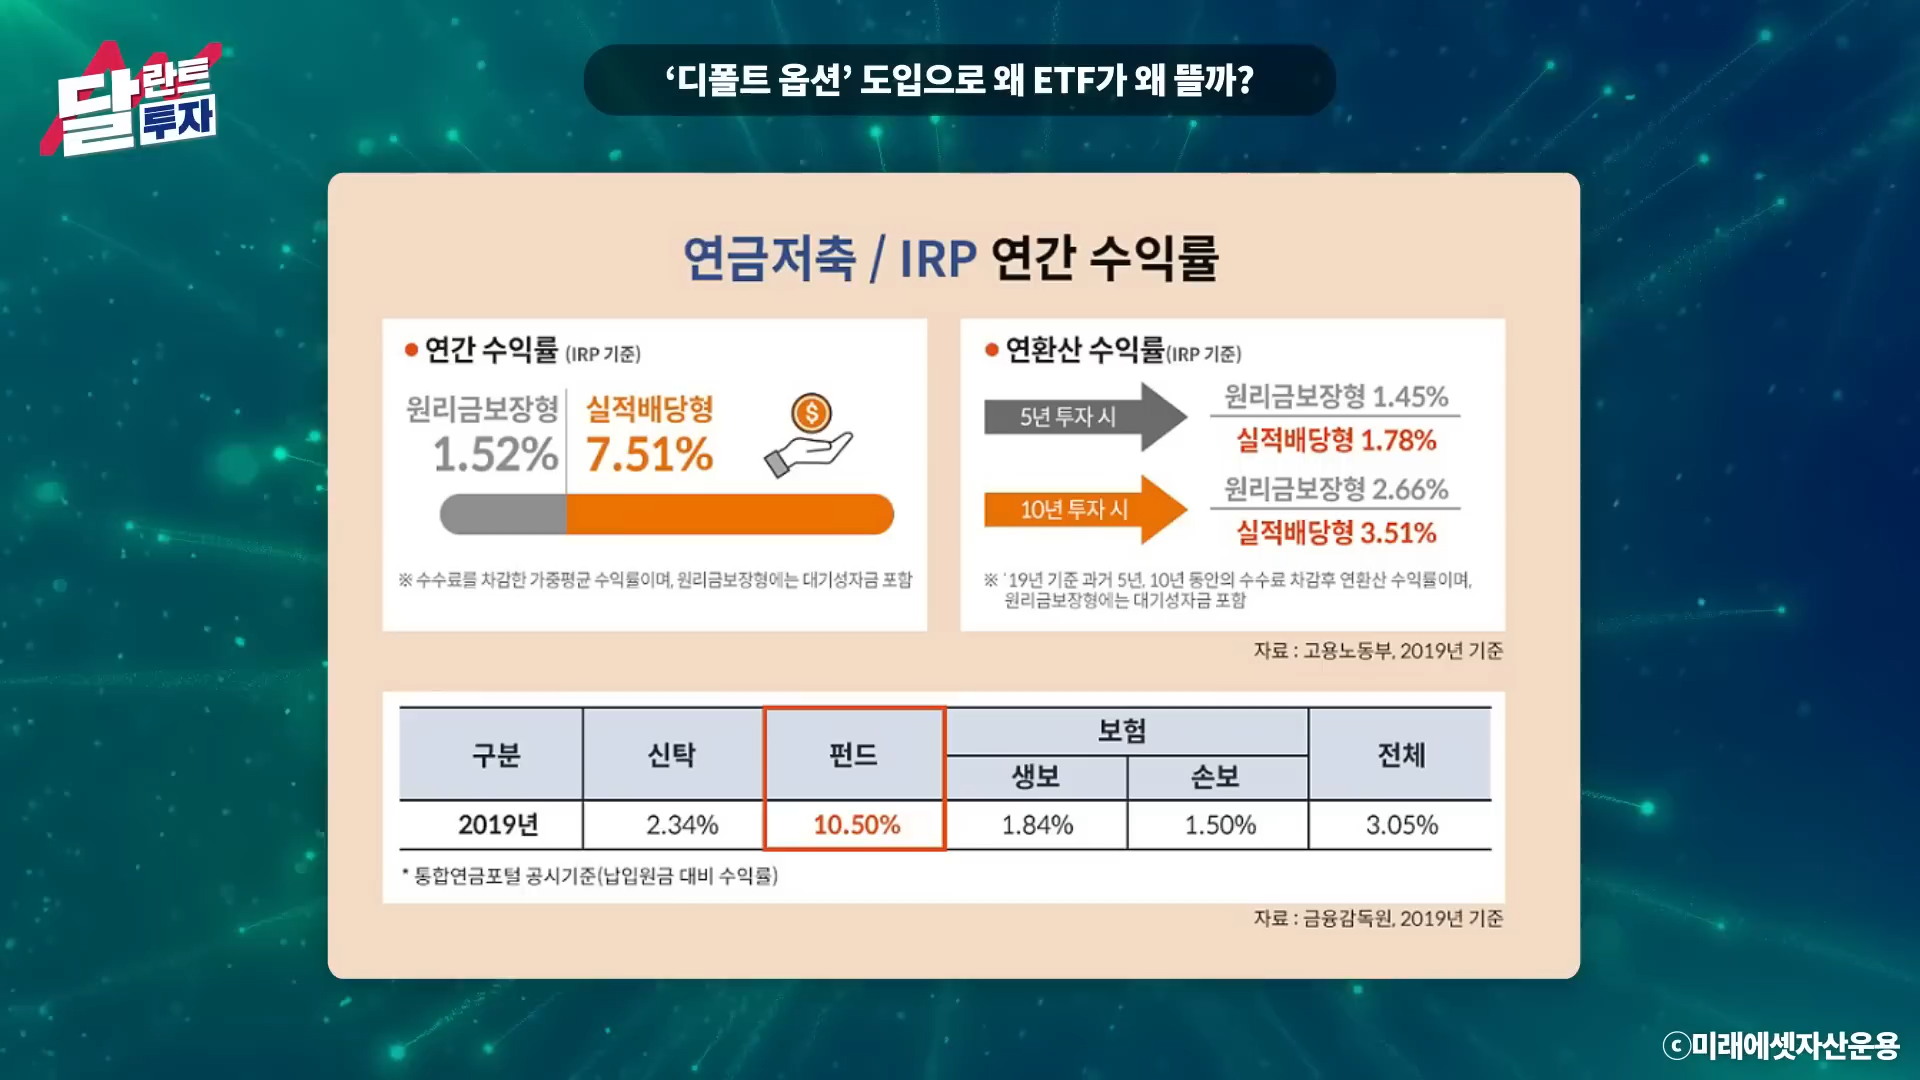 달란트
투자
‘디폴트 옵션’ 도입으로 왜 ETF가 왜 뜰까?
연금저축 / IRP 연간 수익률
• 연간 수익률 (IRP 기준)
원리금보장형 실적배당형
1.52% 7.51%
$
※ 수수료를 차감한 가중평균 수익률이며, 원리금보장형에는 대기성자금 포함
• 연환산 수익률(IRP 기준)
5년 투자 시
원리금보장형 1.45%
실적배당형 1.78%
10년 투자 시
원리금보장형 2.66%
실적배당형 3.51%
※ ‘19년 기준 과거 5년, 10년 동안의 수수료 차감후 연환산 수익률이며,
원리금보장형에는 대기성자금 포함
자료 : 고용노동부, 2019년 기준
구분 신탁 펀드 보험 전체
생보 손보
2019년 2.34% 10.50% 1.84% 1.50% 3.05%
* 통합연금포털 공시기준(납입원금 대비 수익률)
자료 : 금융감독원, 2019년 기준
ⓒ미래에셋자산운용